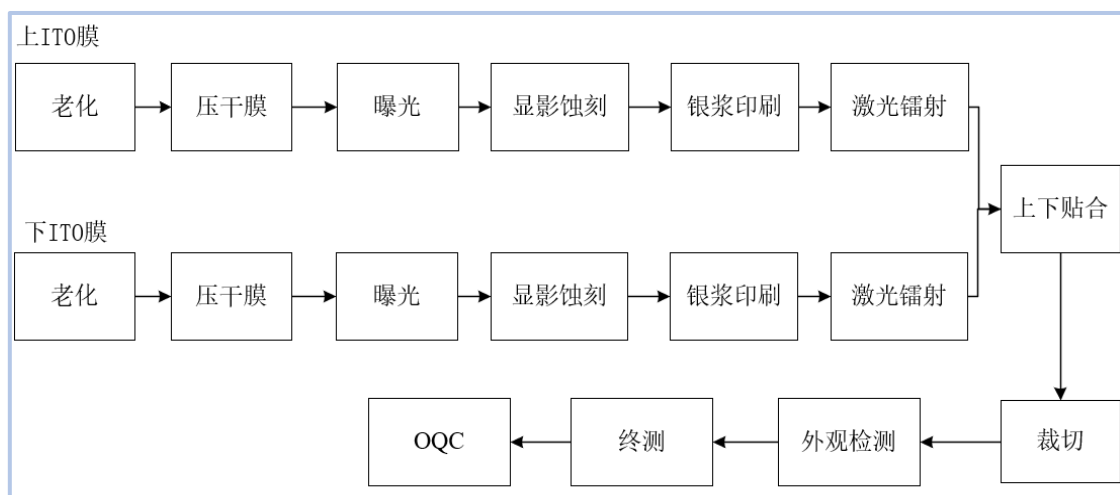 上ITO膜
老化
压干膜
曝光
显影蚀刻
银浆印刷
激光镭射
上下贴合
下ITO膜
老化
压干膜
曝光
显影蚀刻
银浆印刷
激光镭射
OQC
终测
外观检测
裁切